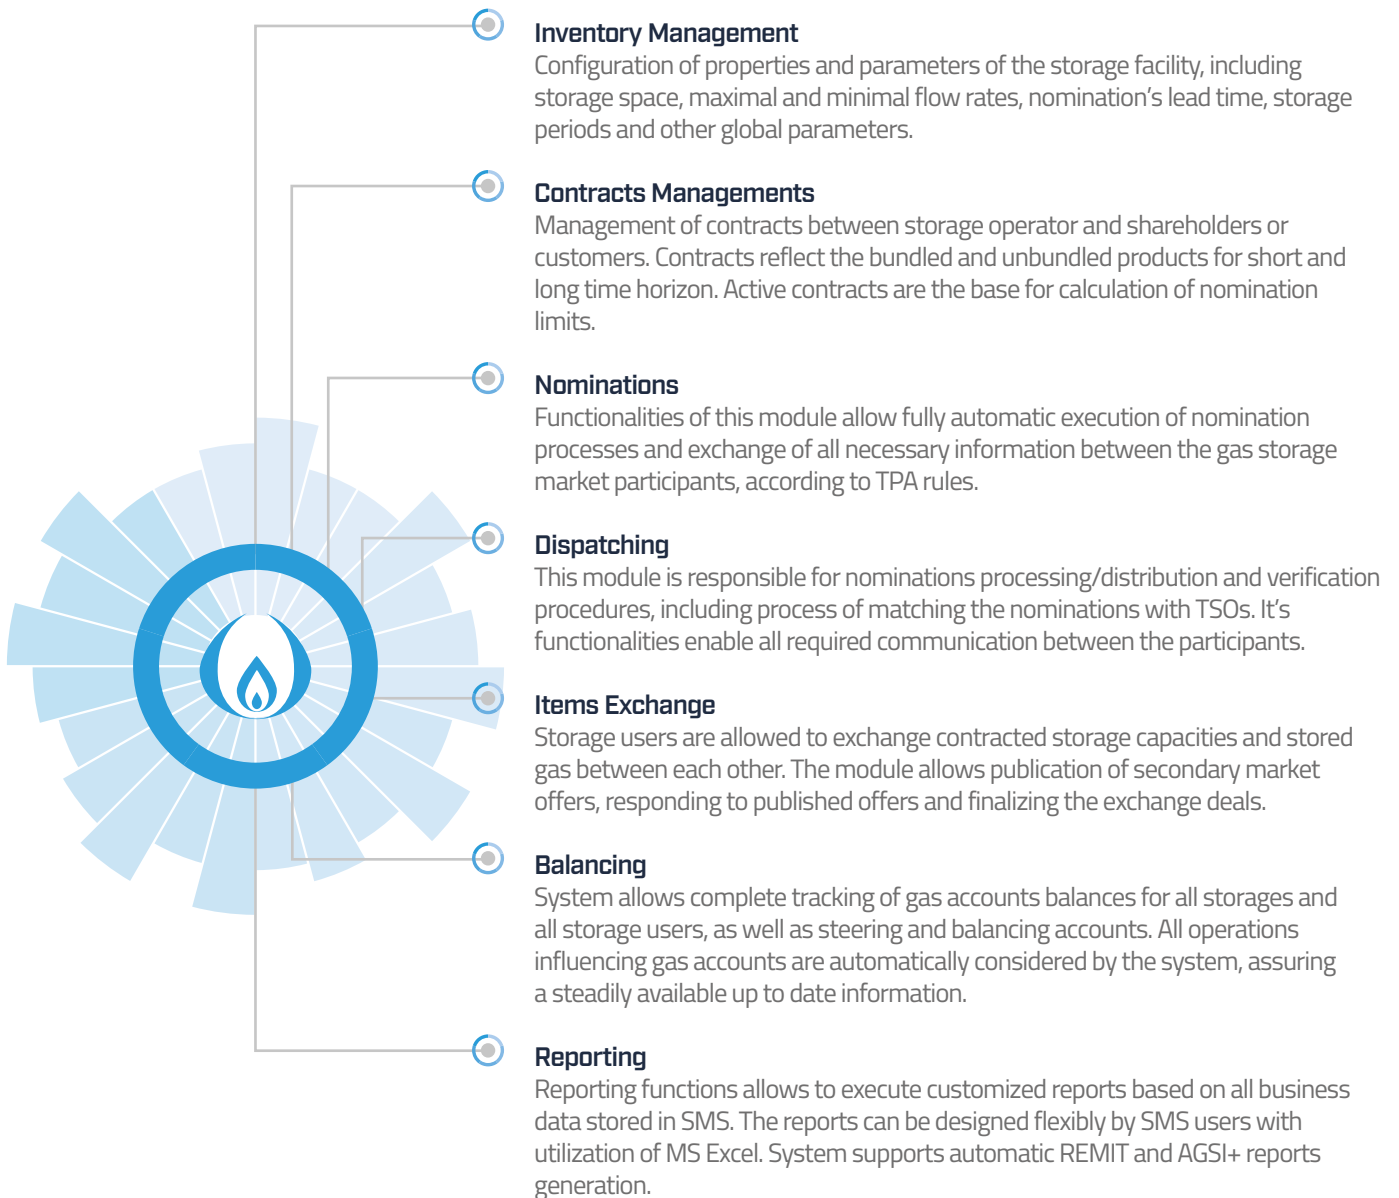 Inventory Management
Configuration of properties and parameters of the storage facility, including
storage space, maximal and minimal flow rates, nomination's lead time, storage
periods and other global parameters.
Contracts Managements
Management of contracts between storage operator and shareholders or
customers. Contracts reflect the bundled and unbundled products for short and
long time horizon. Active contracts are the base for calculation of nomination
limits.
Nominations
Functionalities of this module allow fully automatic execution of nomination
processes and exchange of all necessary information between the gas storage
market participants, according to TPA rules.
Dispatching
This module is responsible for nominations processing/distribution and verification
procedures, including process of matching the nominations with TSOs. It's
functionalities enable all required communication between the participants.
Items Exchange
Storage users are allowed to exchange contracted storage capacities and stored
gas between each other. The module allows publication of secondary market
offers, responding to published offers and finalizing the exchange deals.
Balancing
System allows complete tracking of gas accounts balances for all storages and
all storage users, as well as steering and balancing accounts. All operations
influencing gas accounts are automatically considered by the system, assuring
a steadily available up to date information.
Reporting
Reporting functions allows to execute customized reports based on all business
data stored in SMS. The reports can be designed flexibly by SMS users with
utilization of MS Excel. System supports automatic REMIT and AGSI+ reports
generation.